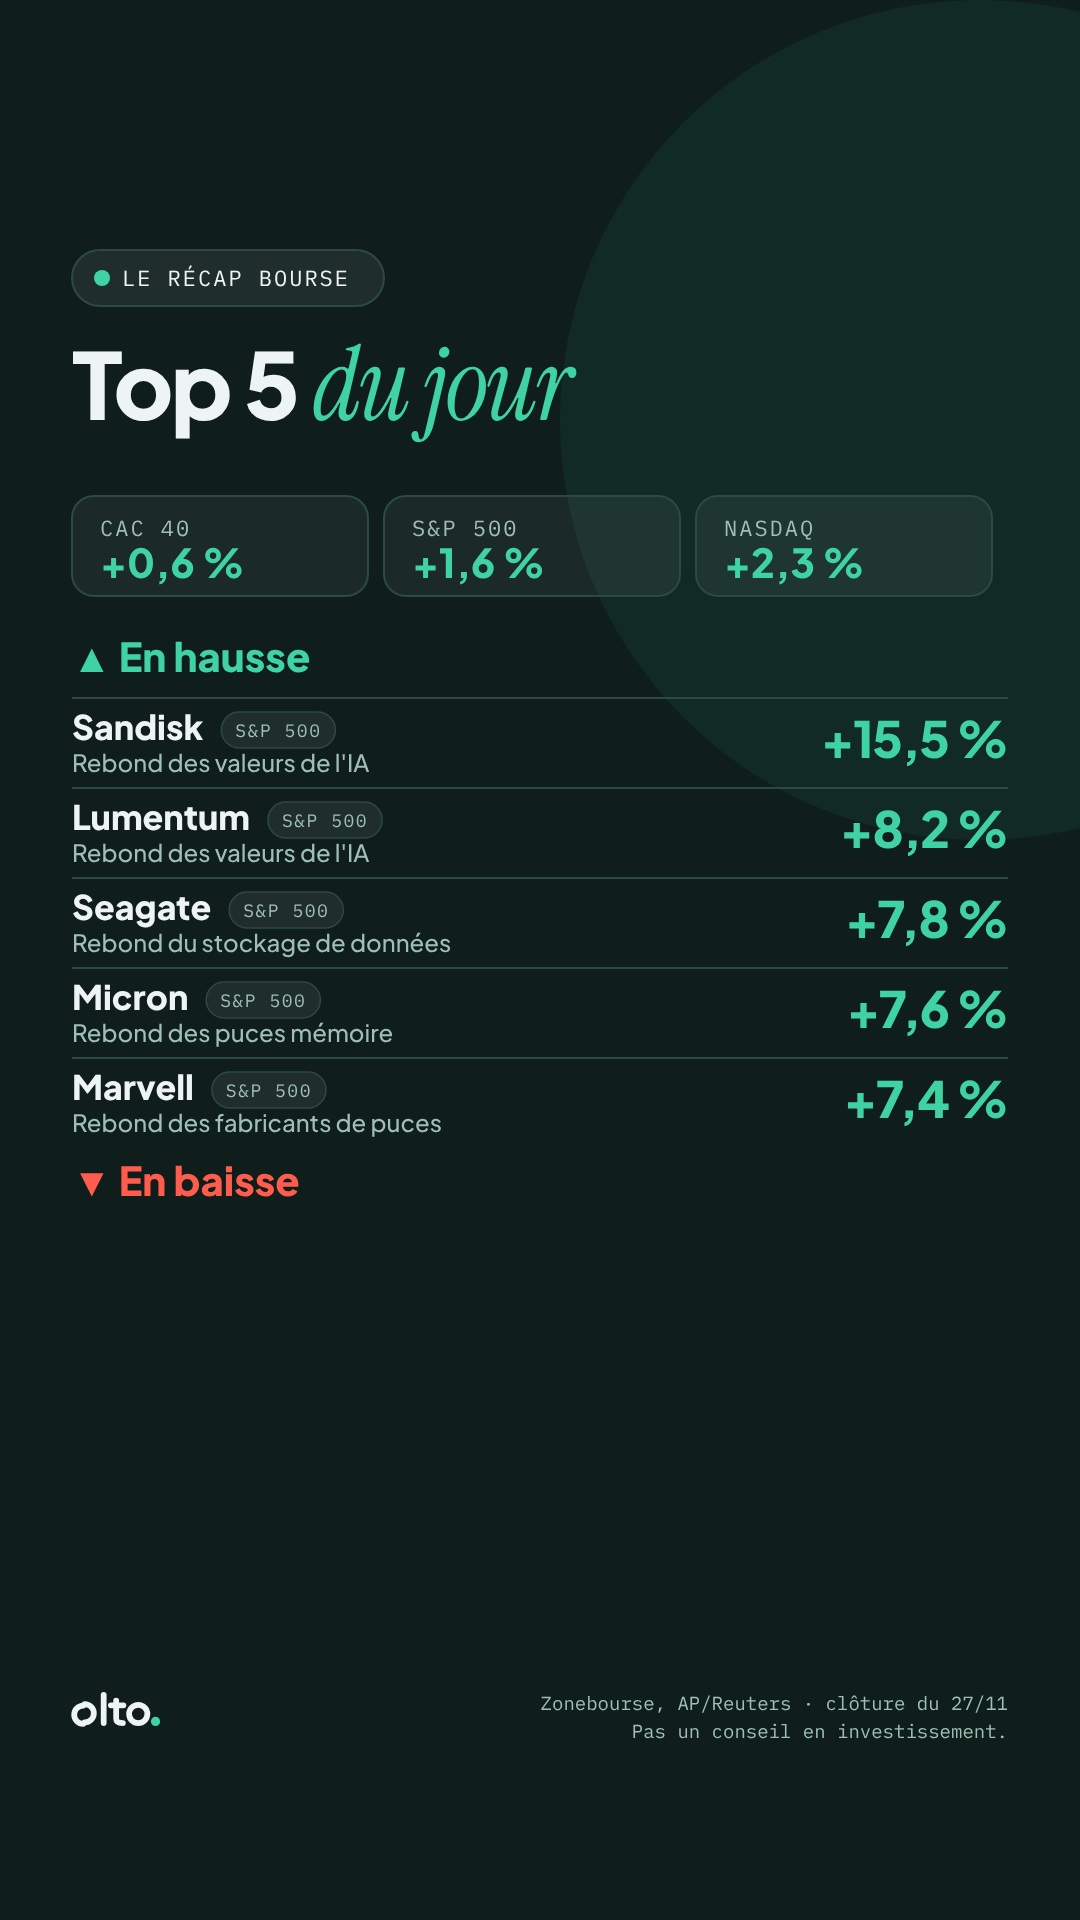 LE RÉCAP BOURSE
Top 5 du jour
CAC 40 S&P 500 NASDAQ
+0,6 % +1,6 % +2,3 %
▲ En hausse
Sandisk S&P 500 +15,5 %
Rebond des valeurs de l'IA
Lumentum S&P 500 +8,2 %
Rebond des valeurs de l'IA
Seagate S&P 500 +7,8 %
Rebond du stockage de données
Micron S&P 500 +7,6 %
Rebond des puces mémoire
Marvell S&P 500 +7,4 %
Rebond des fabricants de puces
▼ En baisse
olto.
Zonebourse, AP/Reuters · clôture du 27/11
Pas un conseil en investissement.